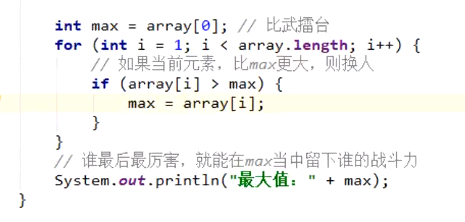 int max = array[0]; // 比武擂台
for (int i = 1; i < array.length; i++) {
// 如果当前元素，比max更大，则换人
if (array[i] > max) {
max = array[i];
}
}
// 谁最后最厉害，就能在max当中留下谁的战斗力
System.out.println("最大值：" + max);
}